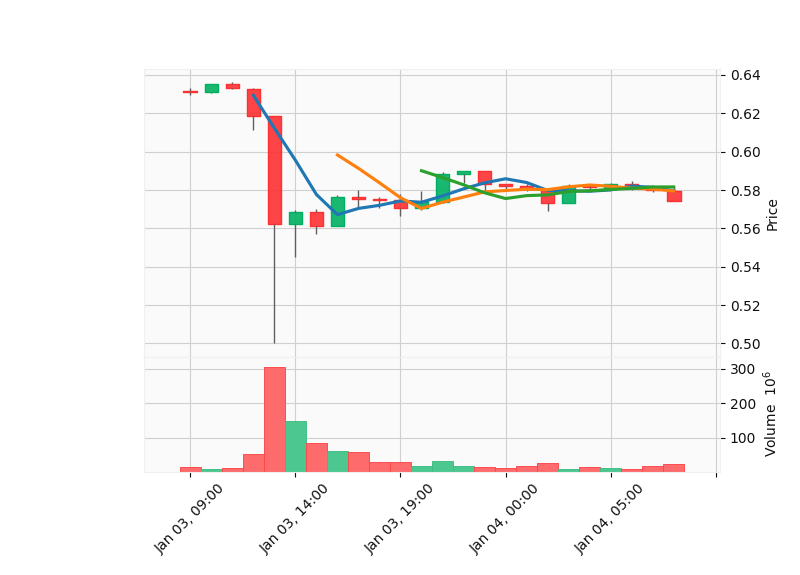 0.64
0.62
0.60
0.58
0.56
0.54
0.52
0.50
Price
300
200
100
Volume 10⁶
Jan 03, 09:00
Jan 03, 14:00
Jan 03, 19:00
Jan 04, 00:00
Jan 04, 05:00